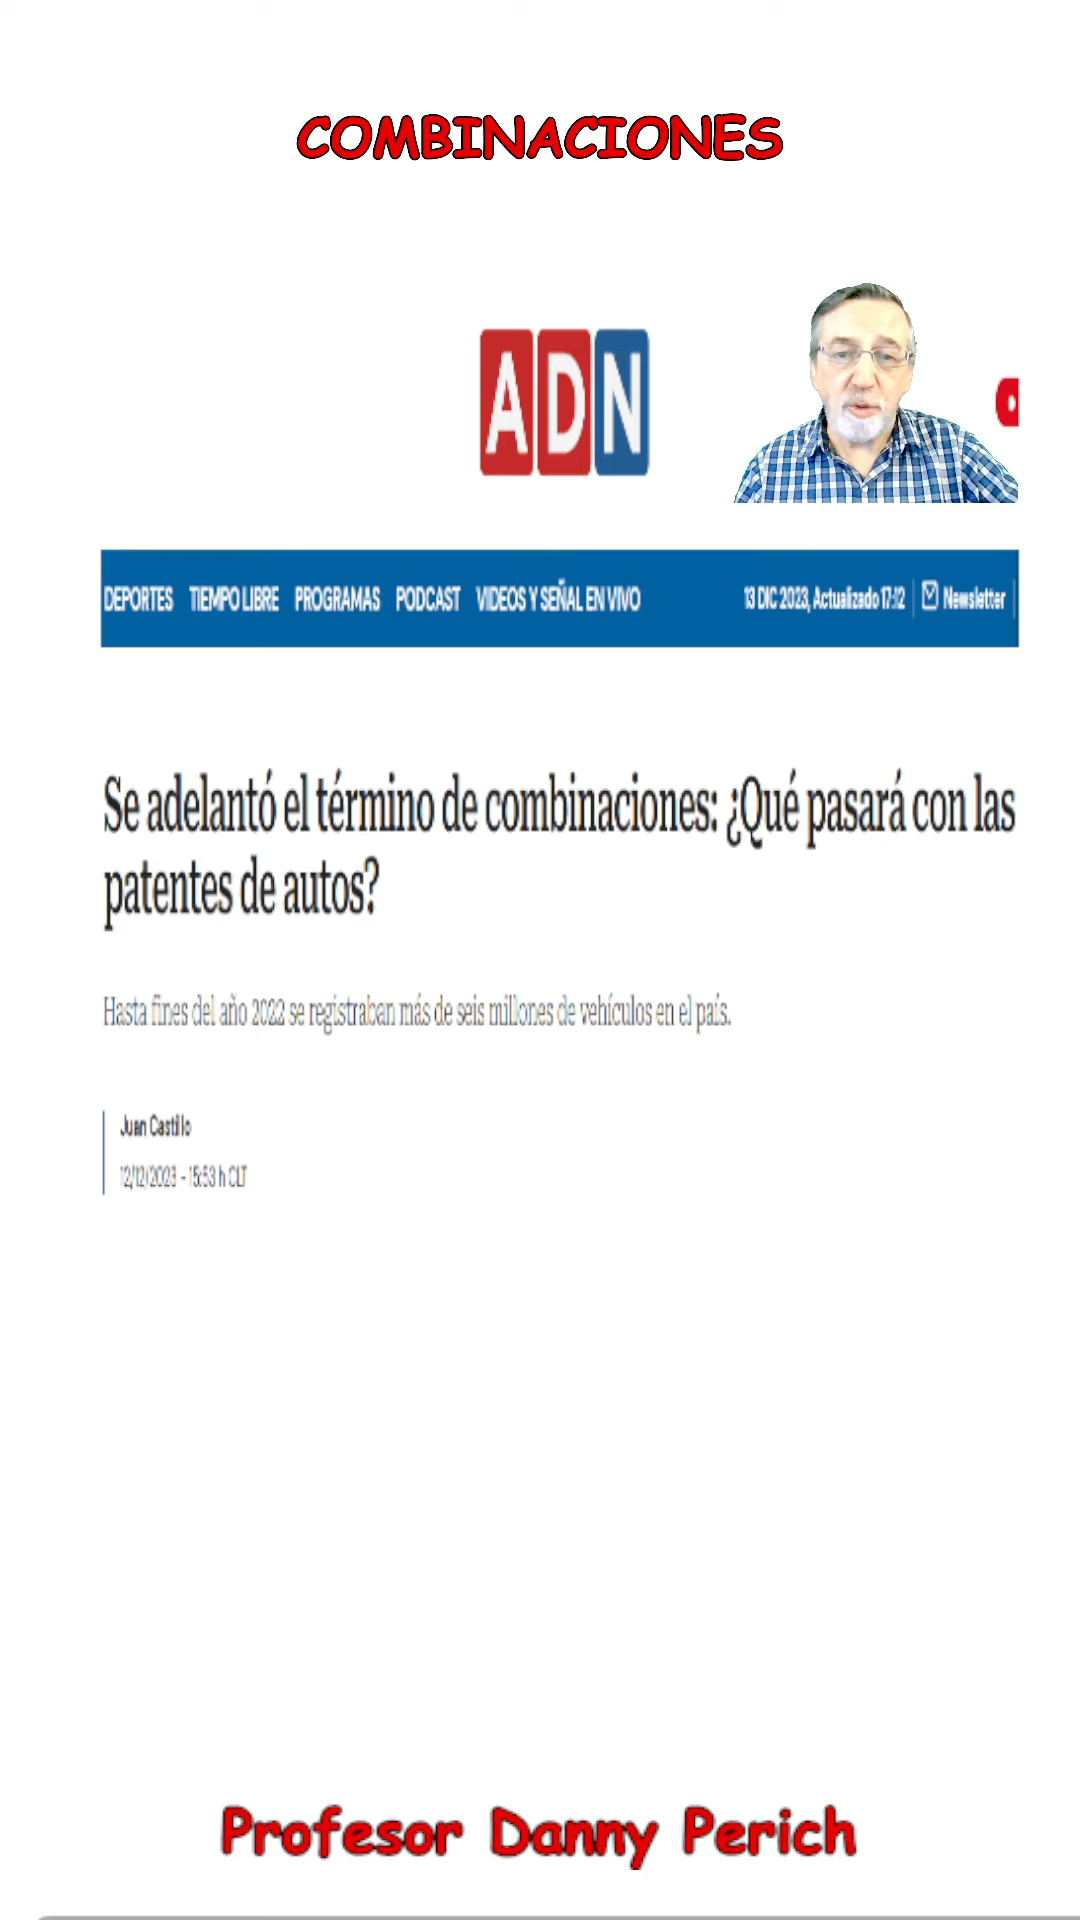 COMBINACIONES
ADN
DEPORTES TIEMPO LIBRE PROGRAMAS PODCAST VIDEOS Y SEÑAL EN VIVO 13 DIC 2023, Actualizado 17:12 Newsletter
Se adelantó el término de combinaciones: ¿Qué pasará con las
patentes de autos?
Hasta fines del año 2022 se registraban más de seis millones de vehículos en el país.
Juan Castillo
12/12/2023 - 15:53 h CLT
Profesor Danny Perich